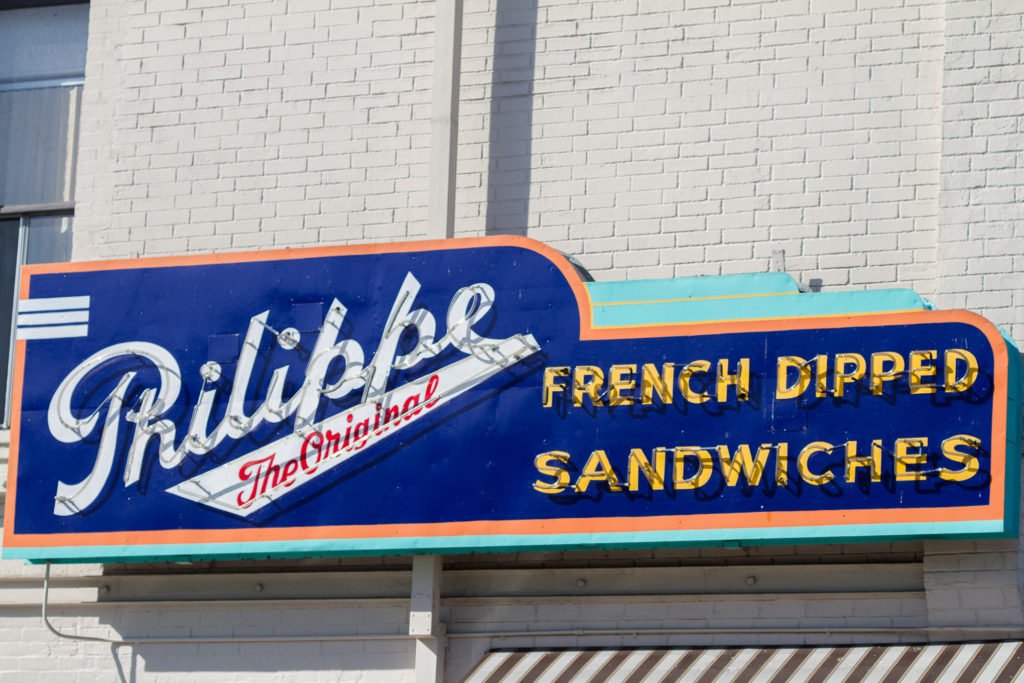 Philippe
The Original
FRENCH DIPPED
SANDWICHES